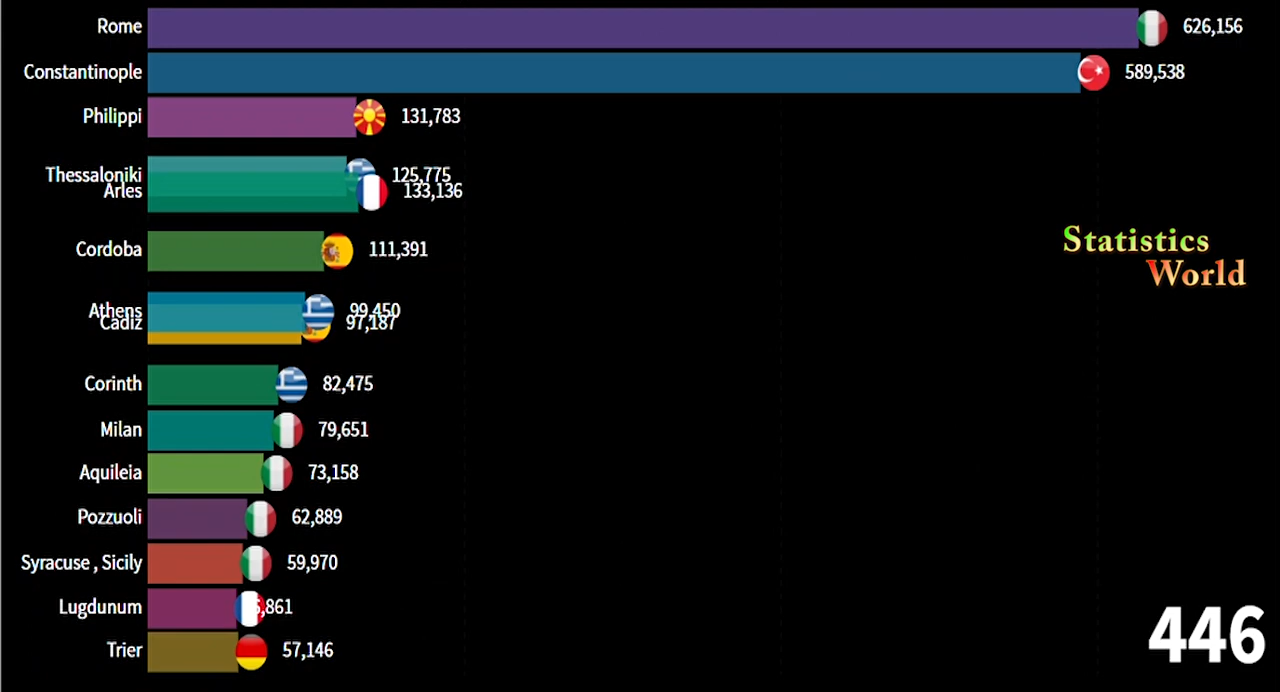 Rome 626,156
Constantinople 589,538
Philippi 131,783
Thessaloniki 125,775
Arles 133,136
Cordoba 111,391
Statistics
World
Athens 99,450
Cadiz 97,187
Corinth 82,475
Milan 79,651
Aquileia 73,158
Pozzuoli 62,889
Syracuse , Sicily 59,970
Lugdunum
Trier 57,146
446